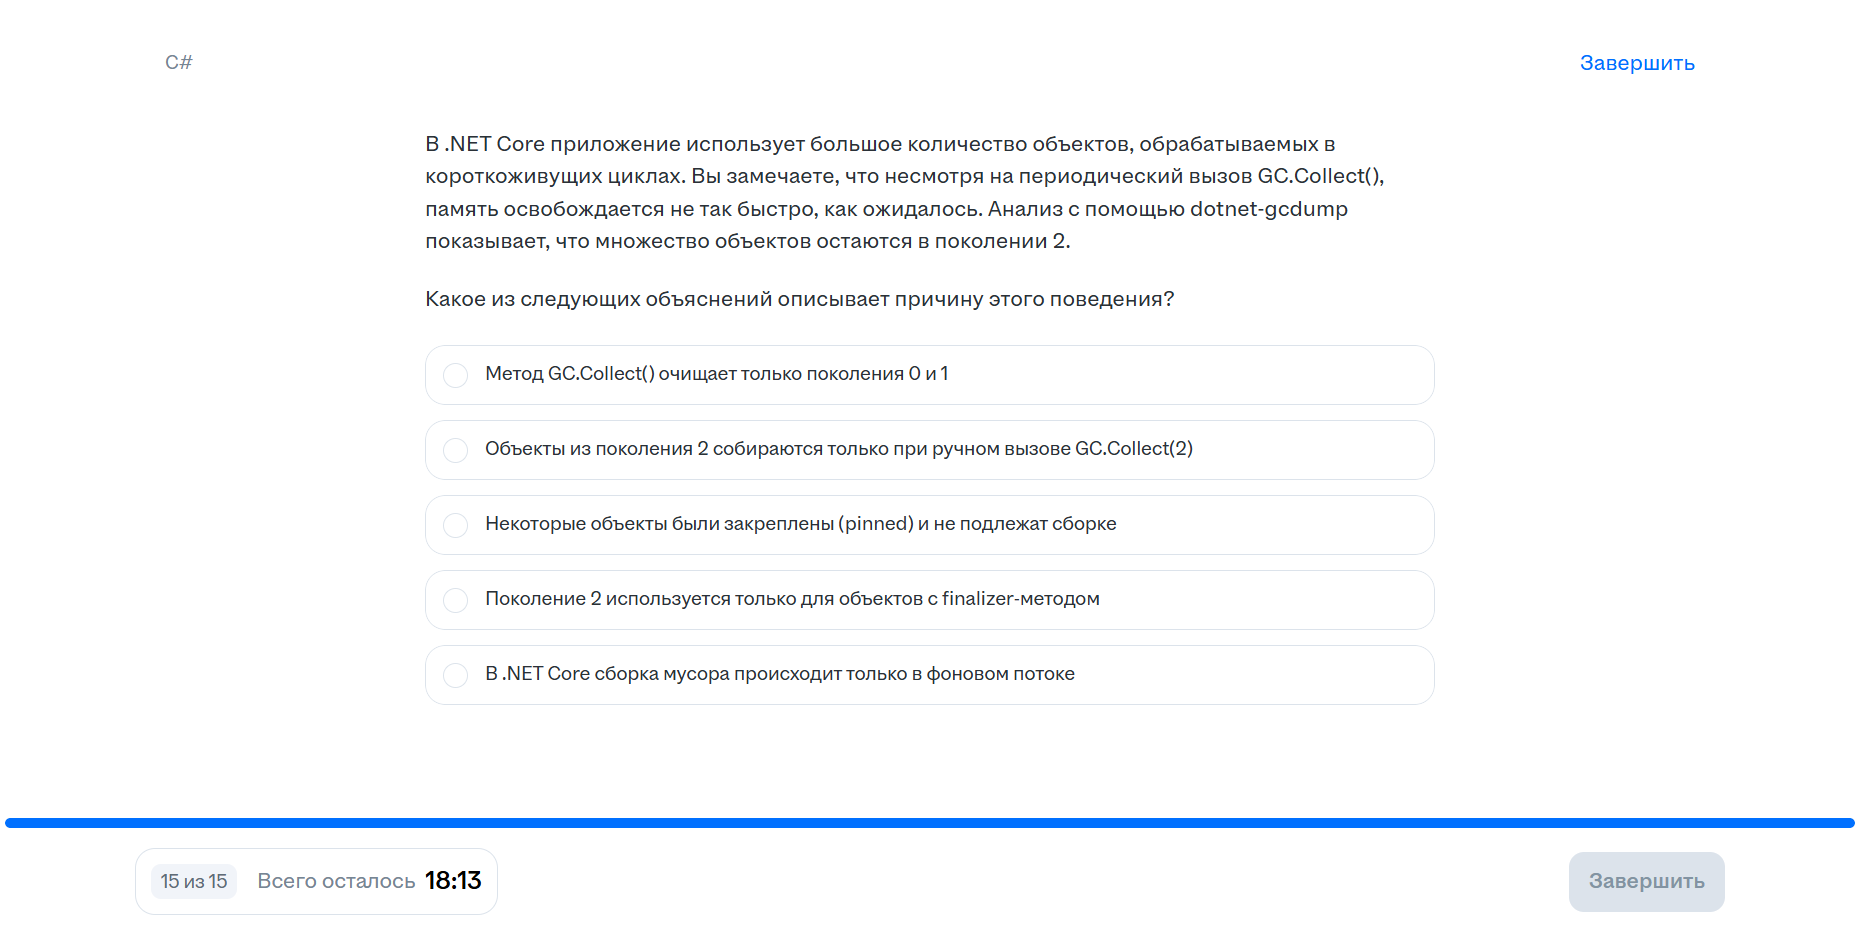 C#
Завершить
В .NET Core приложение использует большое количество объектов, обрабатываемых в
короткоживущих циклах. Вы замечаете, что несмотря на периодический вызов GC.Collect(),
память освобождается не так быстро, как ожидалось. Анализ с помощью dotnet-gcdump
показывает, что множество объектов остаются в поколении 2.
Какое из следующих объяснений описывает причину этого поведения?
Метод GC.Collect() очищает только поколения 0 и 1
Объекты из поколения 2 собираются только при ручном вызове GC.Collect(2)
Некоторые объекты были закреплены (pinned) и не подлежат сборке
Поколение 2 используется только для объектов с finalizer-методом
В .NET Core сборка мусора происходит только в фоновом потоке
15 из 15
Всего осталось 18:13
Завершить